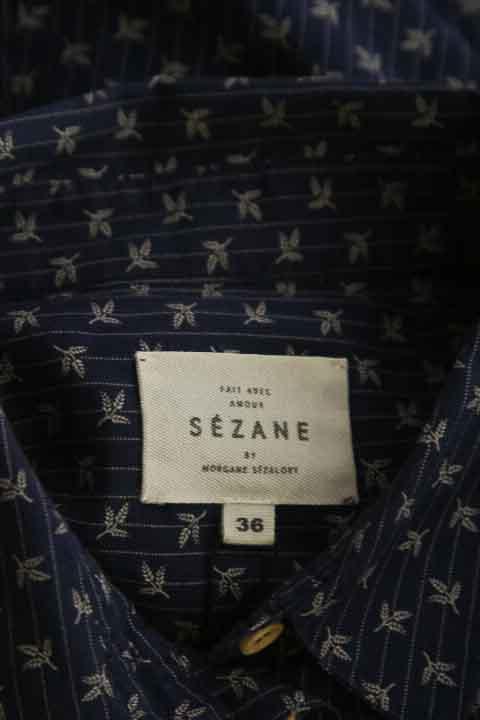 FAIT AVEC
AMOUR
SÉZANE
BY
MORGANE SÉZALORY
36